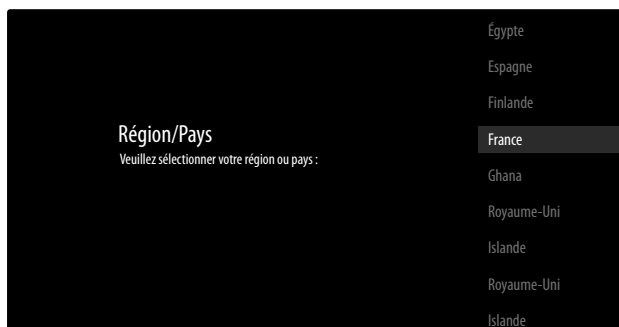 Région/Pays
Veuillez sélectionner votre région ou pays :
Égypte
Espagne
Finlande
France
Ghana
Royaume-Uni
Islande
Royaume-Uni
Islande